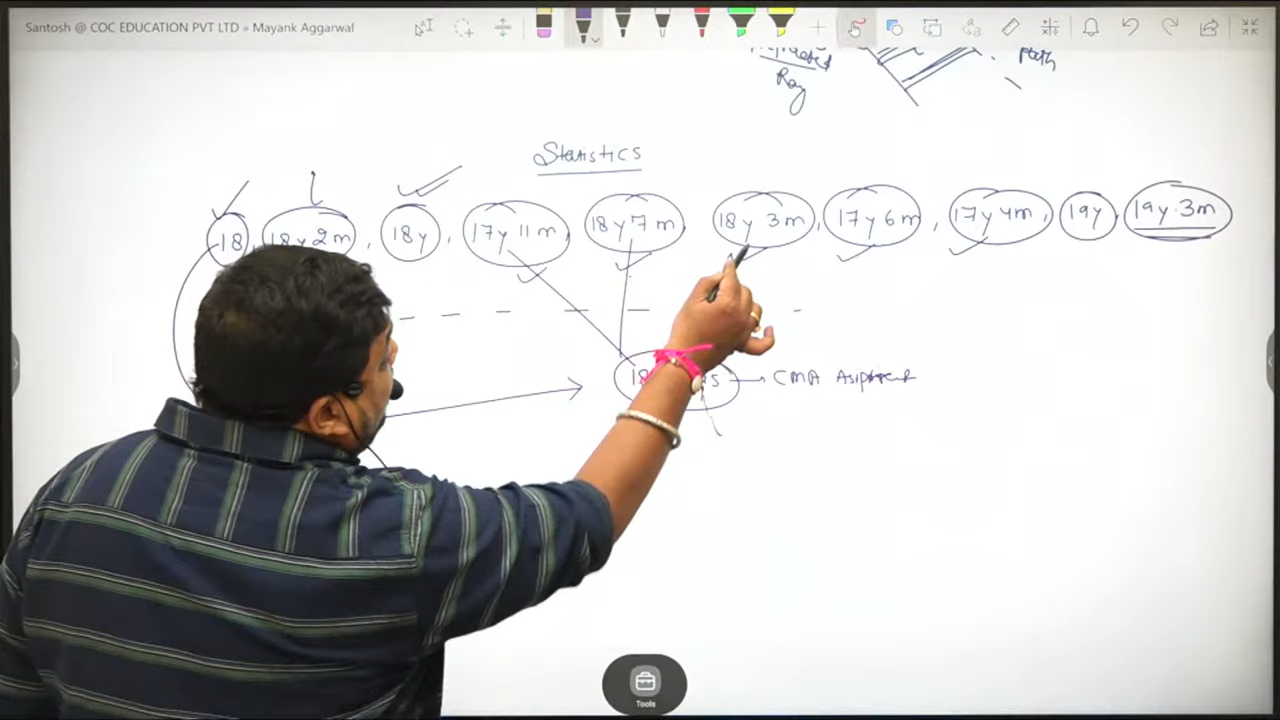 Santosh @ COC EDUCATION PVT LTD » Mayank Aggarwal
Ray
Path
Statistics
18, 18y 2m, 18y, 17y 11m, 18y 7m, 18y 3m, 17y 6m, 17y 4m, 19y, 19y 3m
18
CMA
Tools